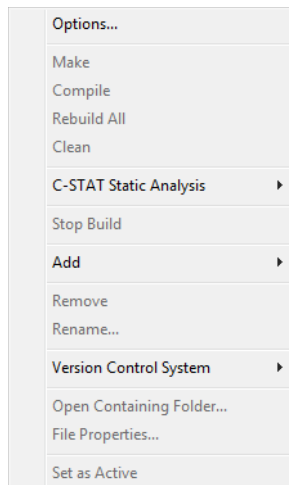 Options...
Make
Compile
Rebuild All
Clean
C-STAT Static Analysis
Stop Build
Add
Remove
Rename...
Version Control System
Open Containing Folder...
File Properties...
Set as Active